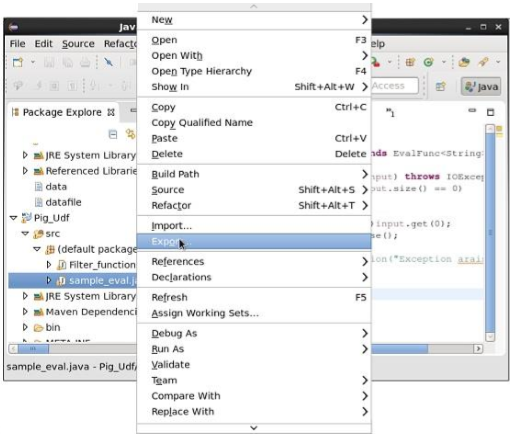 Jav
File Edit Source Refact
elp
Access
Java
Package Explore
"₁
JRE System Library
Referenced Librarie
data
datafile
Pig_Udf
src
(default package
Filter_function
sample_eval.ja
JRE System Library
Maven Dependenci
bin
META-INF
sample_eval.java - Pig_Udf/
New
Open F3
Open With
Open Type Hierarchy F4
Show In Shift+Alt+W
Copy Ctrl+C
Copy Qualified Name
Paste Ctrl+V
Delete Delete
Build Path
Source Shift+Alt+S
Refactor Shift+Alt+T
Import...
Export...
References
Declarations
Refresh F5
Assign Working Sets...
Debug As
Run As
Validate
Team
Compare With
Replace With
nds EvalFunc<String
nput) throws IOExcep
put.size() == 0)
input.get(0);
se();
ion("Exception